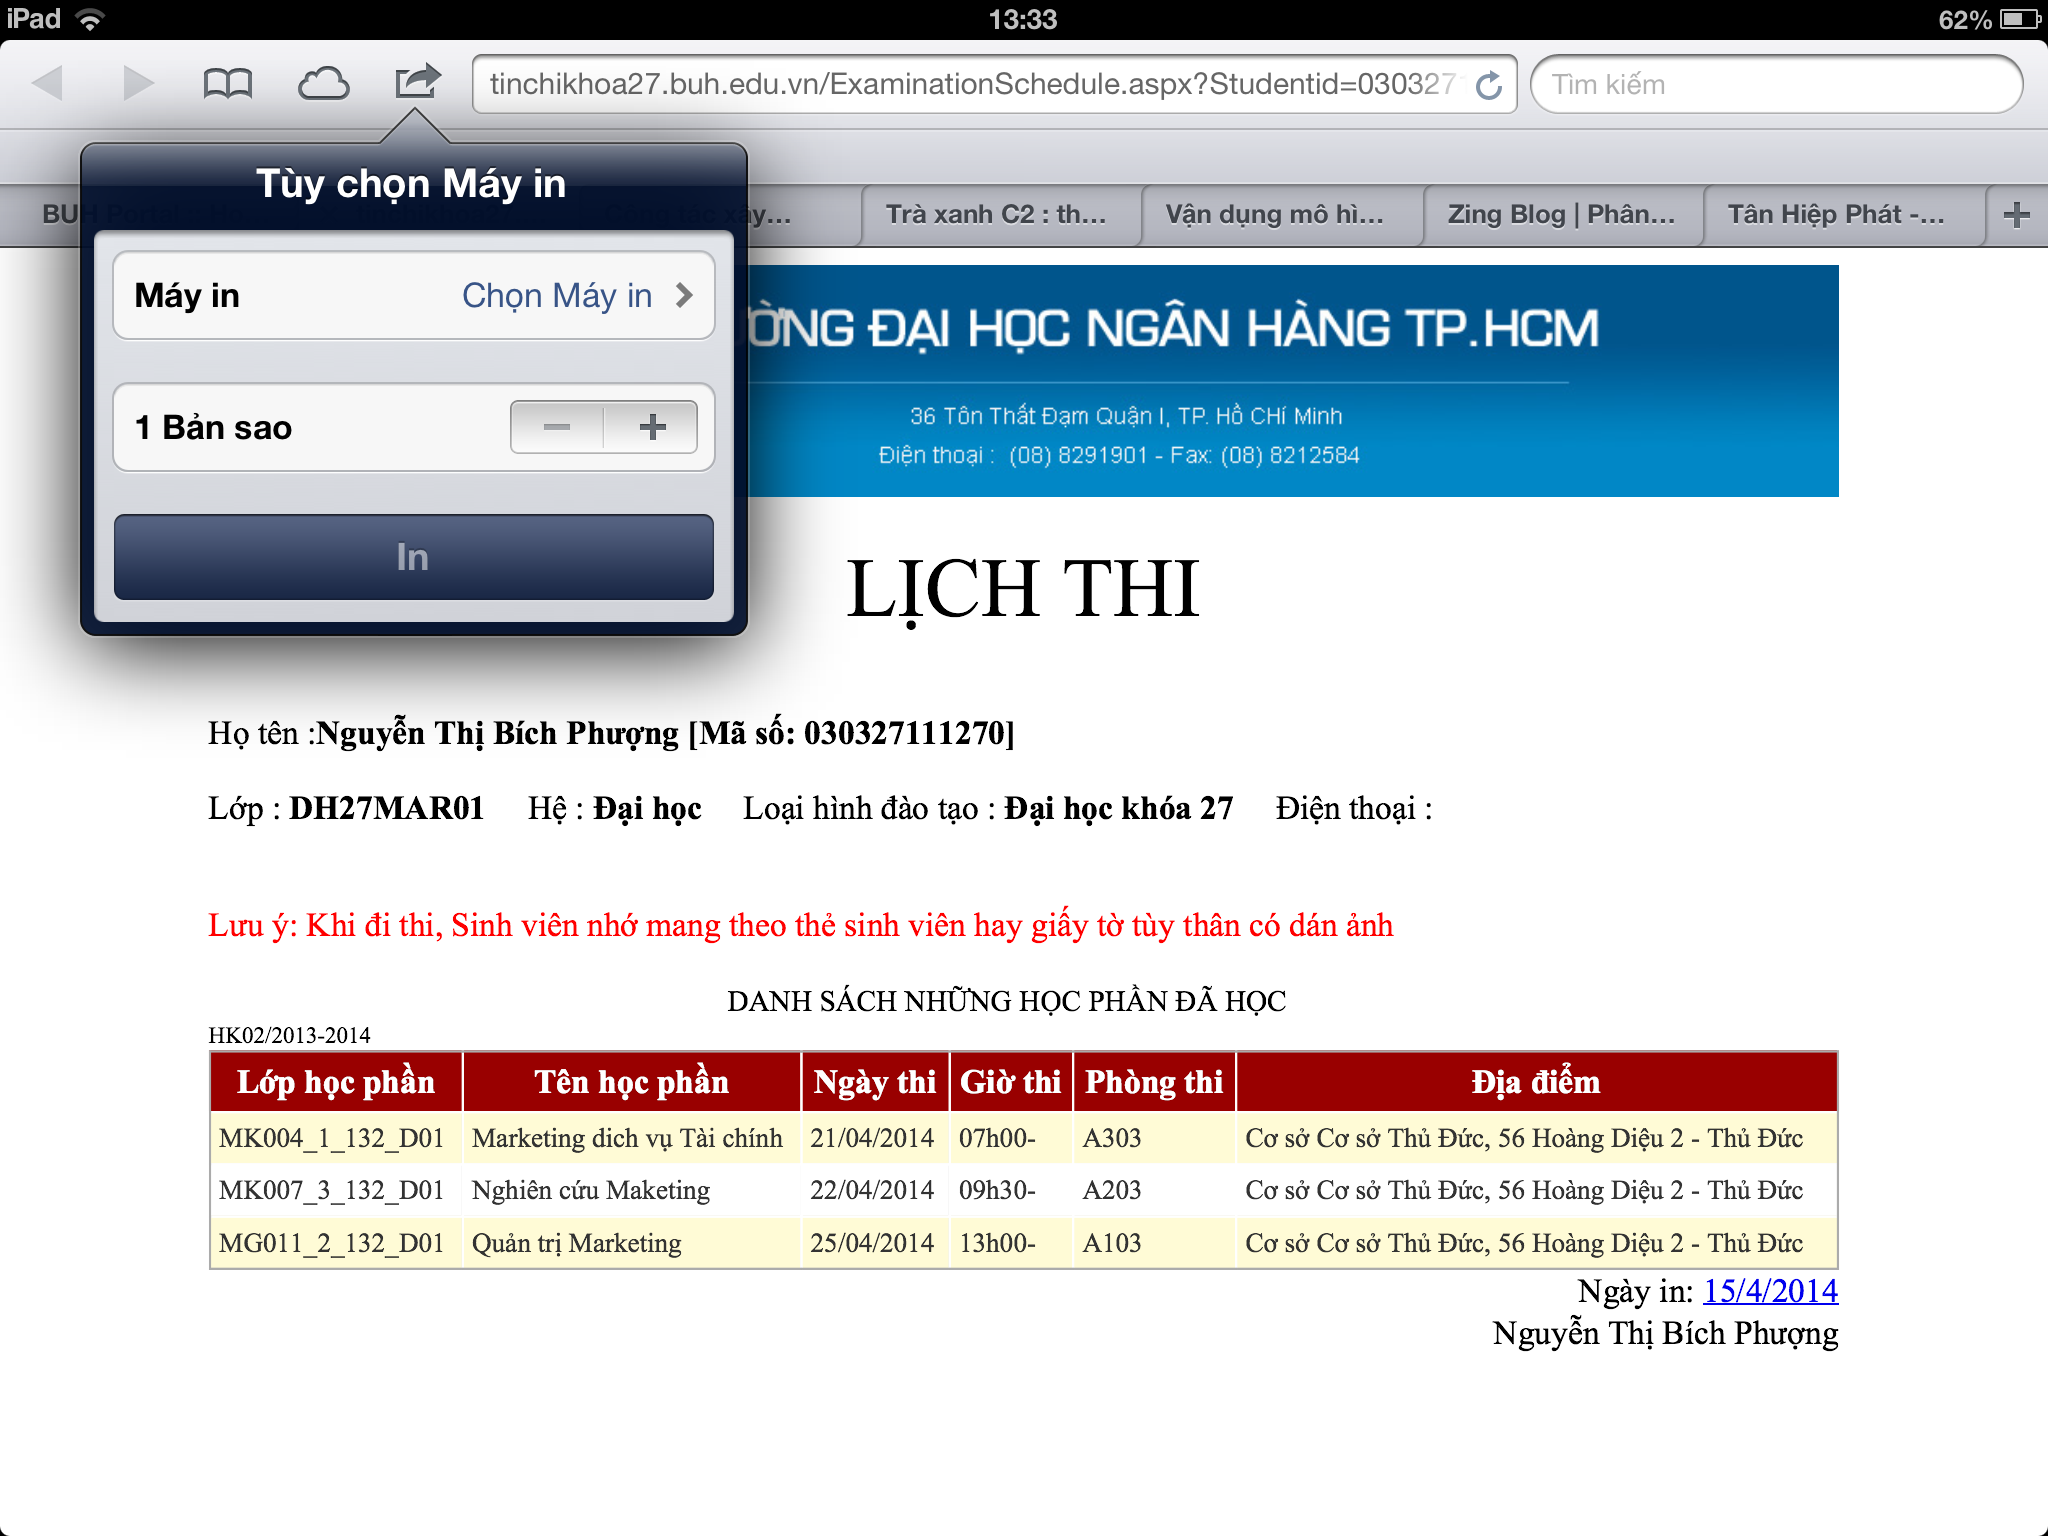 iPad 13:33 62%
tinchikhoa27.buh.edu.vn/ExaminationSchedule.aspx?Studentid=030327 Tìm kiếm
Tùy chọn Máy in
BUH Trà xanh C2 : th... Vận dụng mô hì... Zing Blog | Phân... Tân Hiệp Phát -...
Máy in Chọn Máy in
1 Bản sao
In
ỜNG ĐẠI HỌC NGÂN HÀNG TP.HCM
36 Tôn Thất Đạm Quận I, TP. Hồ CHí Minh
Điện thoại : (08) 8291901 - Fax: (08) 8212584
LỊCH THI
Họ tên :Nguyễn Thị Bích Phượng [Mã số: 030327111270]
Lớp : DH27MAR01 Hệ : Đại học Loại hình đào tạo : Đại học khóa 27 Điện thoại :
Lưu ý: Khi đi thi, Sinh viên nhớ mang theo thẻ sinh viên hay giấy tờ tùy thân có dán ảnh
DANH SÁCH NHỮNG HỌC PHẦN ĐÃ HỌC
HK02/2013-2014
Lớp học phần Tên học phần Ngày thi Giờ thi Phòng thi Địa điểm
MK004_1_132_D01 Marketing dich vụ Tài chính 21/04/2014 07h00- A303 Cơ sở Cơ sở Thủ Đức, 56 Hoàng Diệu 2 - Thủ Đức
MK007_3_132_D01 Nghiên cứu Maketing 22/04/2014 09h30- A203 Cơ sở Cơ sở Thủ Đức, 56 Hoàng Diệu 2 - Thủ Đức
MG011_2_132_D01 Quản trị Marketing 25/04/2014 13h00- A103 Cơ sở Cơ sở Thủ Đức, 56 Hoàng Diệu 2 - Thủ Đức
Ngày in: 15/4/2014
Nguyễn Thị Bích Phượng